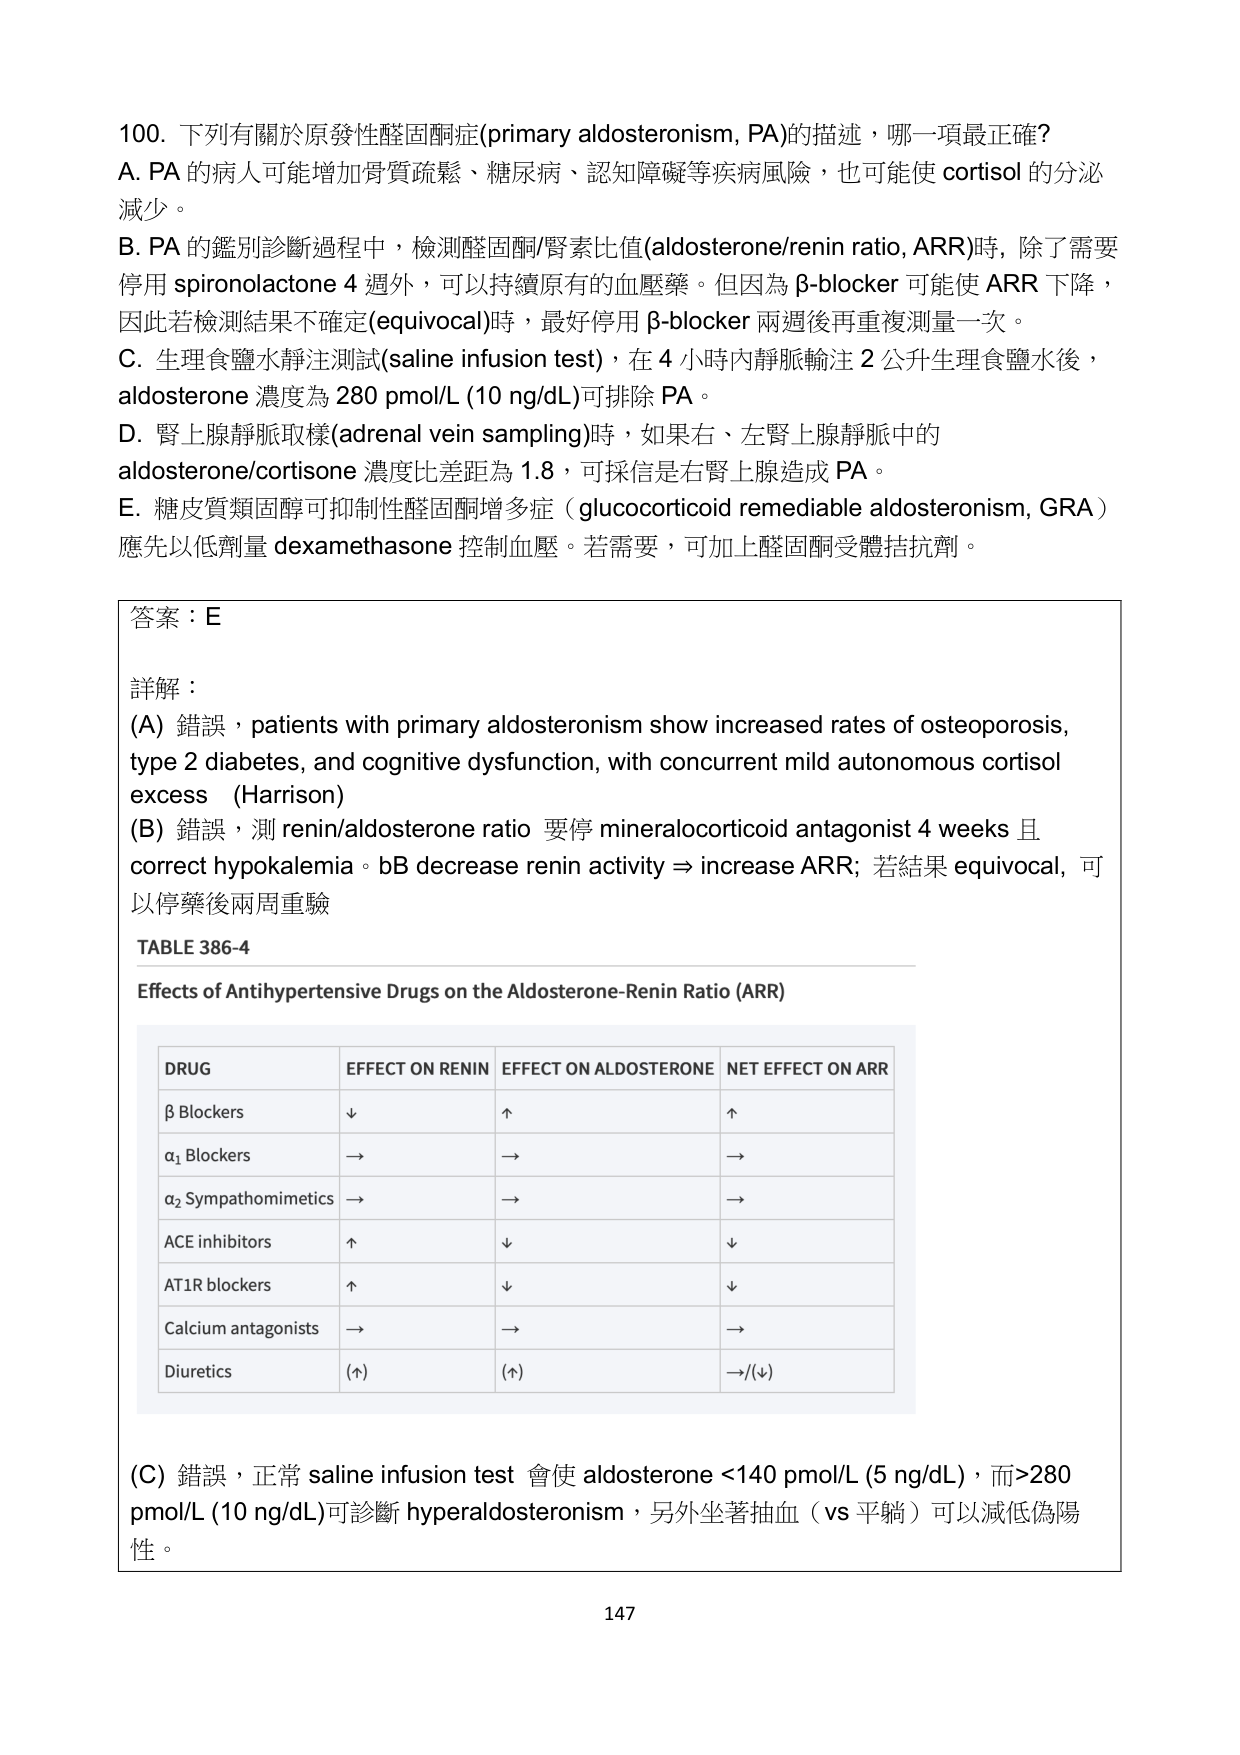 100. 下列有關於原發性醛固酮症(primary aldosteronism, PA)的描述，哪一項最正確?
A. PA 的病人可能增加骨質疏鬆、糖尿病、認知障礙等疾病風險，也可能使 cortisol 的分泌
減少。
B. PA 的鑑別診斷過程中，檢測醛固酮/腎素比值(aldosterone/renin ratio, ARR)時, 除了需要
停用 spironolactone 4 週外，可以持續原有的血壓藥。但因為 β-blocker 可能使 ARR 下降，
因此若檢測結果不確定(equivocal)時，最好停用 β-blocker 兩週後再重複測量一次。
C. 生理食鹽水靜注測試(saline infusion test)，在 4 小時內靜脈輸注 2 公升生理食鹽水後，
aldosterone 濃度為 280 pmol/L (10 ng/dL)可排除 PA。
D. 腎上腺靜脈取樣(adrenal vein sampling)時，如果右、左腎上腺靜脈中的
aldosterone/cortisone 濃度比差距為 1.8，可採信是右腎上腺造成 PA。
E. 糖皮質類固醇可抑制性醛固酮增多症（glucocorticoid remediable aldosteronism, GRA）
應先以低劑量 dexamethasone 控制血壓。若需要，可加上醛固酮受體拮抗劑。
答案：E
詳解：
(A) 錯誤，patients with primary aldosteronism show increased rates of osteoporosis,
type 2 diabetes, and cognitive dysfunction, with concurrent mild autonomous cortisol
excess (Harrison)
(B) 錯誤，測 renin/aldosterone ratio 要停 mineralocorticoid antagonist 4 weeks 且
correct hypokalemia。bB decrease renin activity ⇒ increase ARR; 若結果 equivocal, 可
以停藥後兩周重驗
TABLE 386-4
Effects of Antihypertensive Drugs on the Aldosterone-Renin Ratio (ARR)
DRUG EFFECT ON RENIN EFFECT ON ALDOSTERONE NET EFFECT ON ARR
β Blockers ↓ ↑ ↑
α1 Blockers → → →
α2 Sympathomimetics → → →
ACE inhibitors ↑ ↓ ↓
AT1R blockers ↑ ↓ ↓
Calcium antagonists → → →
Diuretics (↑) (↑) →/(↓)
(C) 錯誤，正常 saline infusion test 會使 aldosterone <140 pmol/L (5 ng/dL)，而>280
pmol/L (10 ng/dL)可診斷 hyperaldosteronism，另外坐著抽血（vs 平躺）可以減低偽陽
性。
147